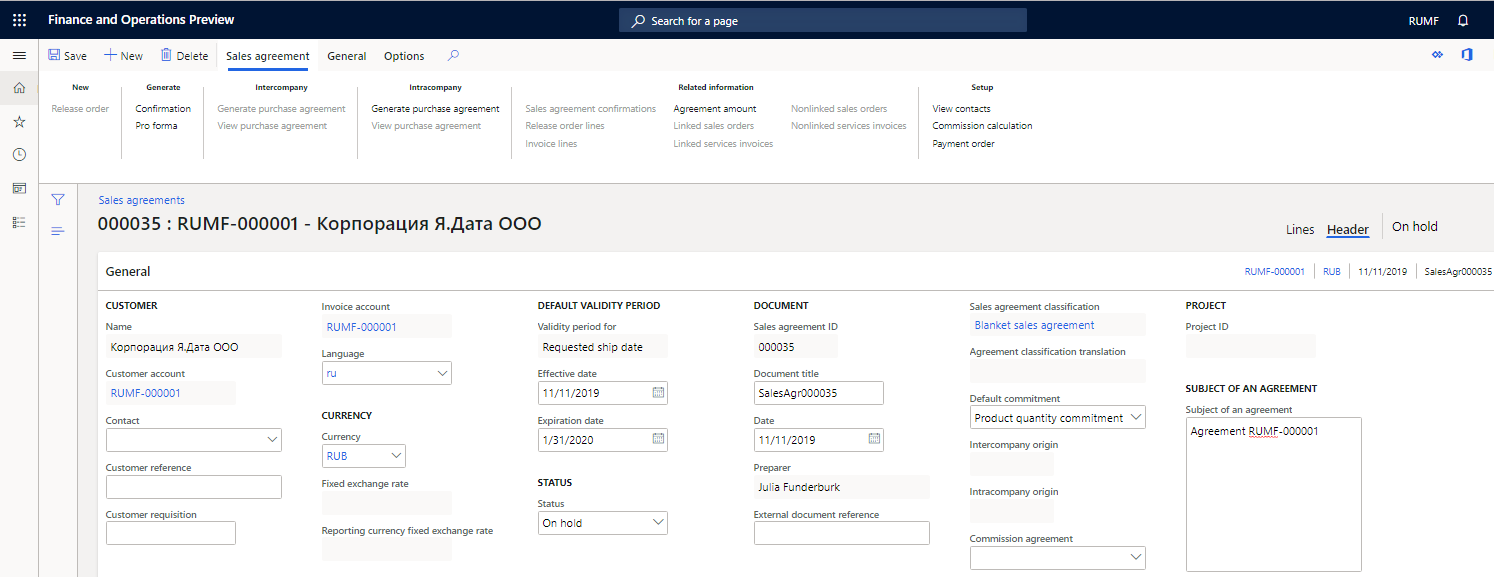 Finance and Operations Preview
Search for a page
RUMF
Save
New
Delete
Sales agreement
General
Options
New
Release order
Generate
Confirmation
Pro forma
Intercompany
Generate purchase agreement
View purchase agreement
Intracompany
Generate purchase agreement
View purchase agreement
Related information
Sales agreement confirmations
Release order lines
Invoice lines
Agreement amount
Linked sales orders
Linked services invoices
Nonlinked sales orders
Nonlinked services invoices
Setup
View contacts
Commission calculation
Payment order
Sales agreements
000035 : RUMF-000001 - Корпорация Я.Дата ООО
Lines
Header
On hold
General
RUMF-000001
RUB
11/11/2019
SalesAgr000035
CUSTOMER
Name
Корпорация Я.Дата ООО
Customer account
RUMF-000001
Contact
Customer reference
Customer requisition
Invoice account
RUMF-000001
Language
ru
CURRENCY
Currency
RUB
Fixed exchange rate
Reporting currency fixed exchange rate
DEFAULT VALIDITY PERIOD
Validity period for
Requested ship date
Effective date
11/11/2019
Expiration date
1/31/2020
STATUS
Status
On hold
DOCUMENT
Sales agreement ID
000035
Document title
SalesAgr000035
Date
11/11/2019
Preparer
Julia Funderburk
External document reference
Sales agreement classification
Blanket sales agreement
Agreement classification translation
Default commitment
Product quantity commitment
Intercompany origin
Intracompany origin
Commission agreement
PROJECT
Project ID
SUBJECT OF AN AGREEMENT
Subject of an agreement
Agreement RUMF-000001